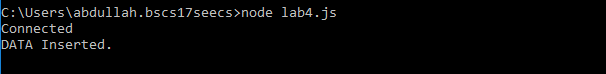 C:\Users\abdullah.bscs17seecs>node lab4.js
Connected
DATA Inserted.